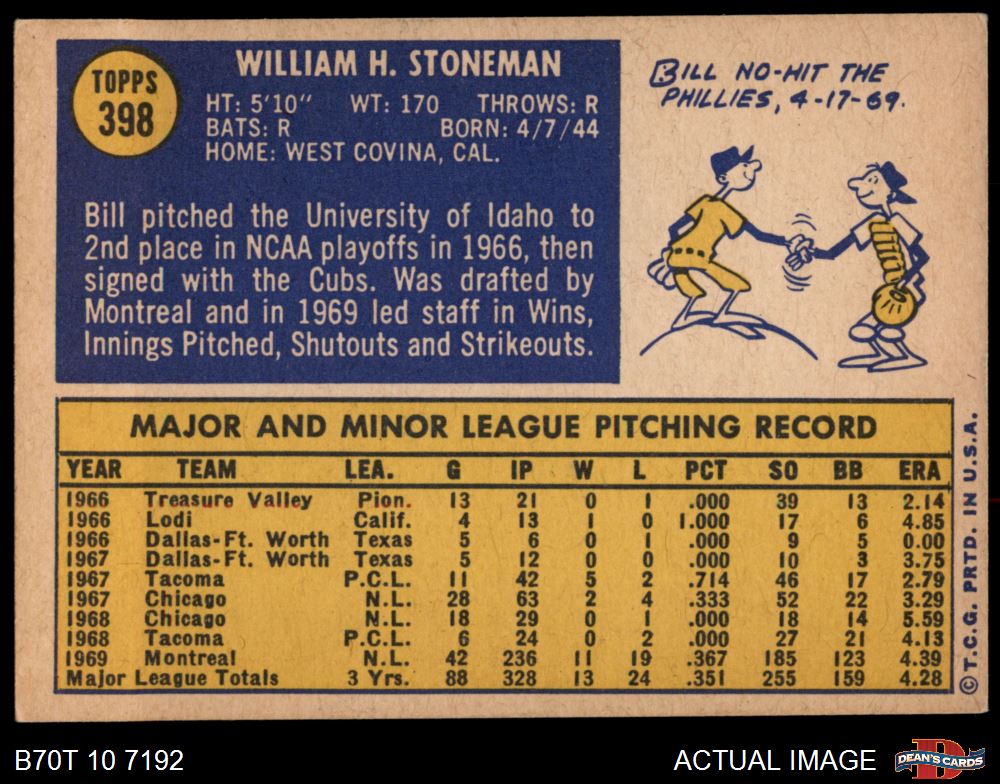 TOPPS
398
WILLIAM H. STONEMAN
HT: 5'10" WT: 170 THROWS: R
BATS: R BORN: 4/7/44
HOME: WEST COVINA, CAL.
Bill pitched the University of Idaho to
2nd place in NCAA playoffs in 1966, then
signed with the Cubs. Was drafted by
Montreal and in 1969 led staff in Wins,
Innings Pitched, Shutouts and Strikeouts.
BILL NO-HIT THE
PHILLIES, 4-17-69.
MAJOR AND MINOR LEAGUE PITCHING RECORD
YEAR TEAM LEA. G IP W L PCT SO BB ERA
1966 Treasure Valley Pion. 13 21 0 1 .000 39 13 2.14
1966 Lodi Calif. 4 13 1 0 1.000 17 6 4.85
1966 Dallas-Ft. Worth Texas 5 6 0 1 .000 9 5 0.00
1967 Dallas-Ft. Worth Texas 5 12 0 0 .000 10 3 3.75
1967 Tacoma P.C.L. 11 42 5 2 .714 46 17 2.79
1967 Chicago N.L. 28 63 2 4 .333 52 22 3.29
1968 Chicago N.L. 18 29 0 1 .000 18 14 5.59
1968 Tacoma P.C.L. 6 24 0 2 .000 27 21 4.13
1969 Montreal N.L. 42 236 11 19 .367 185 123 4.39
Major League Totals 3 Yrs. 88 328 13 24 .351 255 159 4.28
© T.C.G. PRTD. IN U.S.A.
B70T 10 7192
ACTUAL IMAGE
D
DEAN'S CARDS